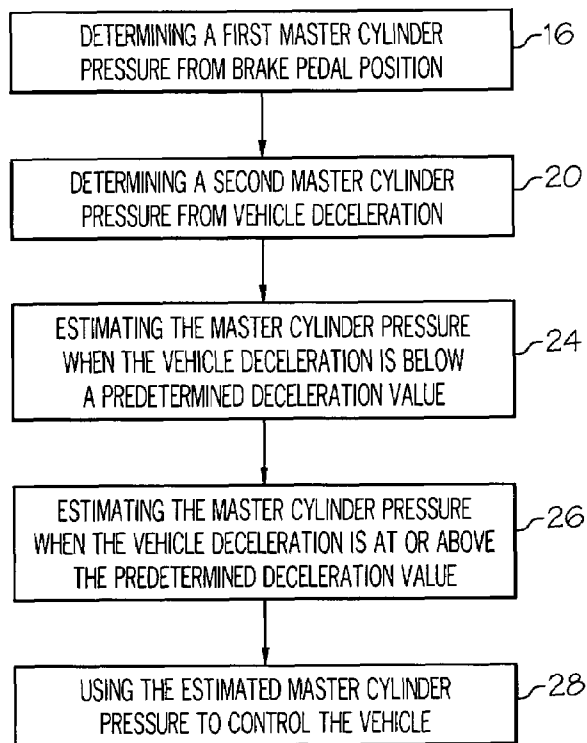 DETERMINING A FIRST MASTER CYLINDER
PRESSURE FROM BRAKE PEDAL POSITION
16
DETERMINING A SECOND MASTER CYLINDER
PRESSURE FROM VEHICLE DECELERATION
20
ESTIMATING THE MASTER CYLINDER PRESSURE
WHEN THE VEHICLE DECELERATION IS BELOW
A PREDETERMINED DECELERATION VALUE
24
ESTIMATING THE MASTER CYLINDER PRESSURE
WHEN THE VEHICLE DECELERATION IS AT OR ABOVE
THE PREDETERMINED DECELERATION VALUE
26
USING THE ESTIMATED MASTER CYLINDER
PRESSURE TO CONTROL THE VEHICLE
28